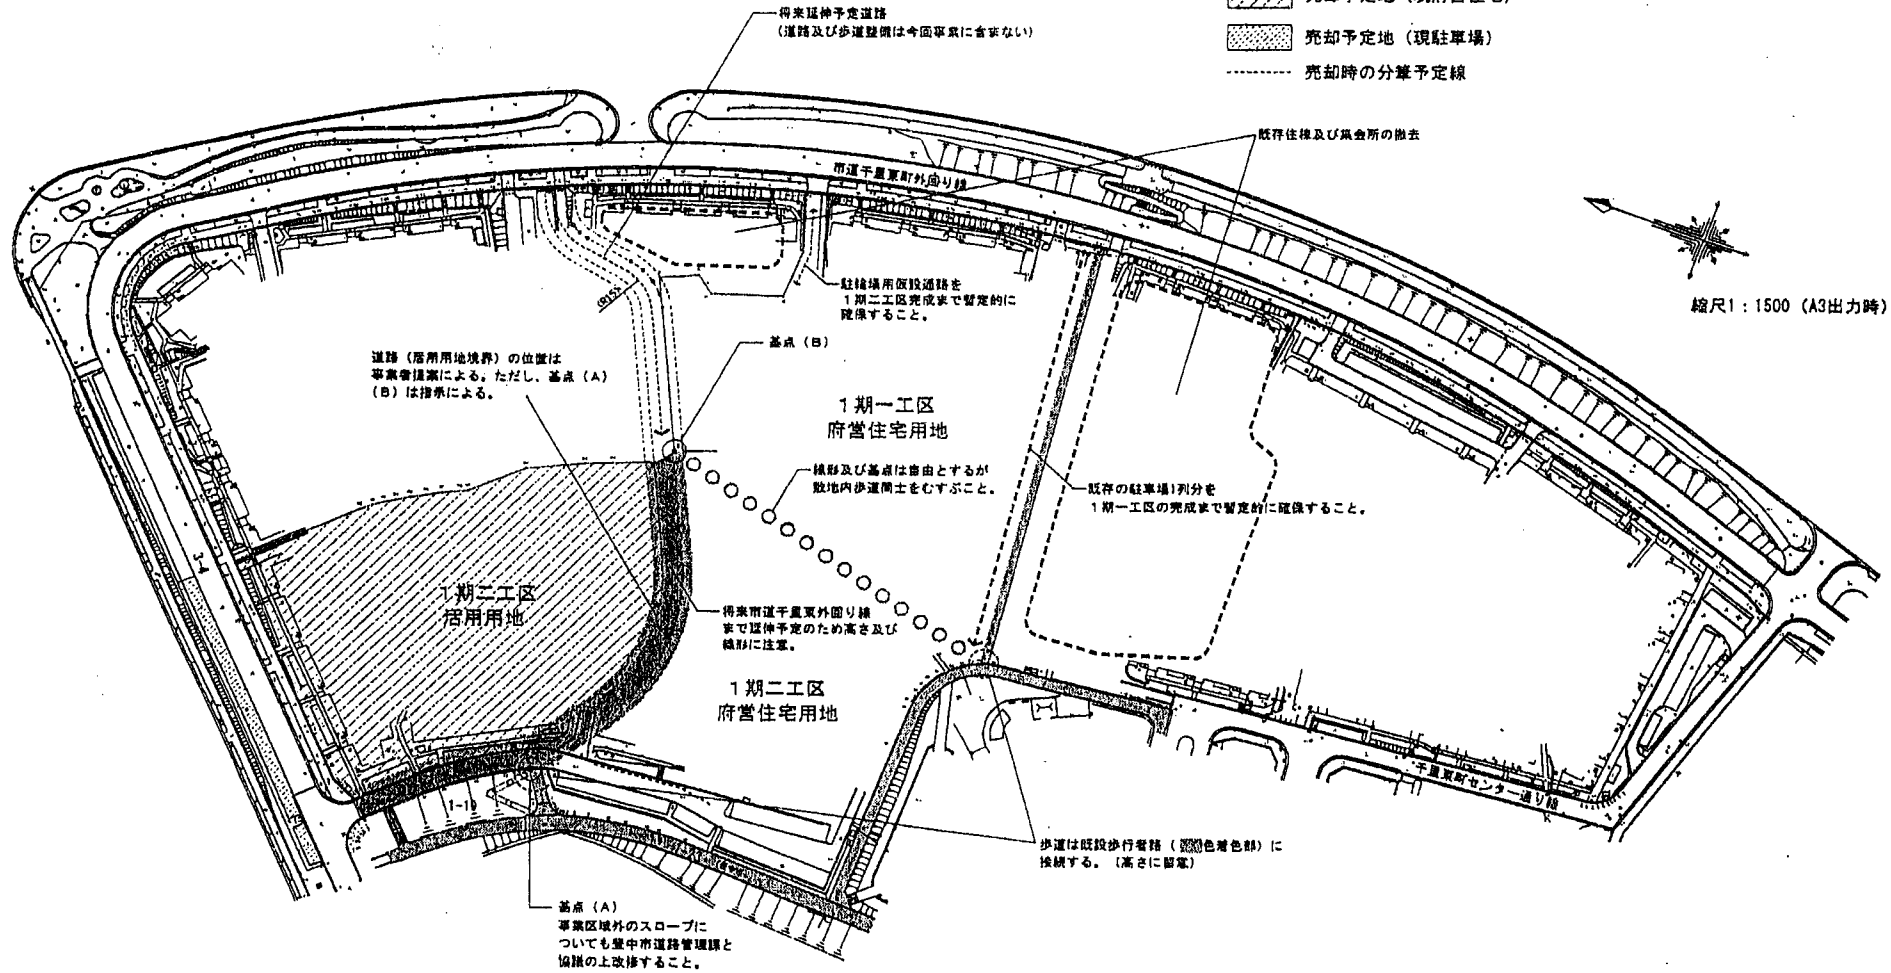 将来延伸予定道路
(道路及び歩道整備は今回事業に含まない)
売却予定地(現府営住宅)
売却予定地(現駐車場)
売却時の分筆予定線
既存住棟及び集会所の撤去
市道千里東町外回り線
縮尺1:1500(A3出力時)
駐輪場用仮設通路を
1期二工区完成まで暫定的に
確保すること。
基点(B)
道路(活用用地境界)の位置は
事業者提案による。ただし、基点(A)
(B)は指示による。
1期一工区
府営住宅用地
線形及び基点は自由とするが
敷地内歩道同士をむすぶこと。
既存の駐車場1列分を
1期一工区の完成まで暫定的に確保すること。
3-4
1期二工区
活用用地
将来市道千里東外回り線
まで延伸予定のため高さ及び
線形に注意。
1期二工区
府営住宅用地
千里東町センター通り線
1-19
歩道は既設歩行者路(色着色部)に
接続する。(高さに留意)
基点(A)
事業区域外のスロープに
ついても豊中市道路管理課と
協議の上改修すること。